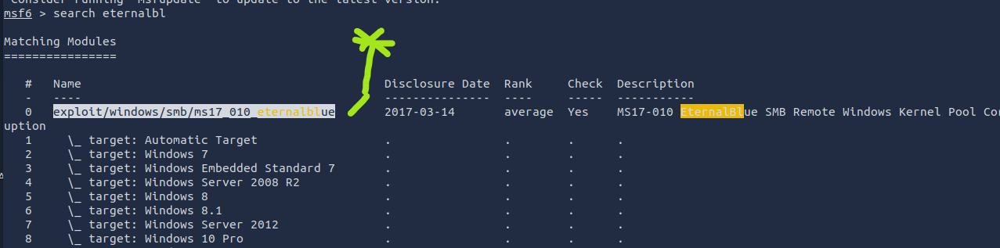 "Consider running 'msfupdate' to update to the latest version."
msf6 > search eternalbl
Matching Modules
================
# Name Disclosure Date Rank Check Description
- ---- --------------- ---- ----- -----------
0 exploit/windows/smb/ms17_010_eternalblue 2017-03-14 average Yes MS17-010 EternalBlue SMB Remote Windows Kernel Pool Cor
uption
1 \_ target: Automatic Target . . . .
2 \_ target: Windows 7 . . . .
3 \_ target: Windows Embedded Standard 7 . . . .
4 \_ target: Windows Server 2008 R2 . . . .
5 \_ target: Windows 8 . . . .
6 \_ target: Windows 8.1 . . . .
7 \_ target: Windows Server 2012 . . . .
8 \_ target: Windows 10 Pro . . . .